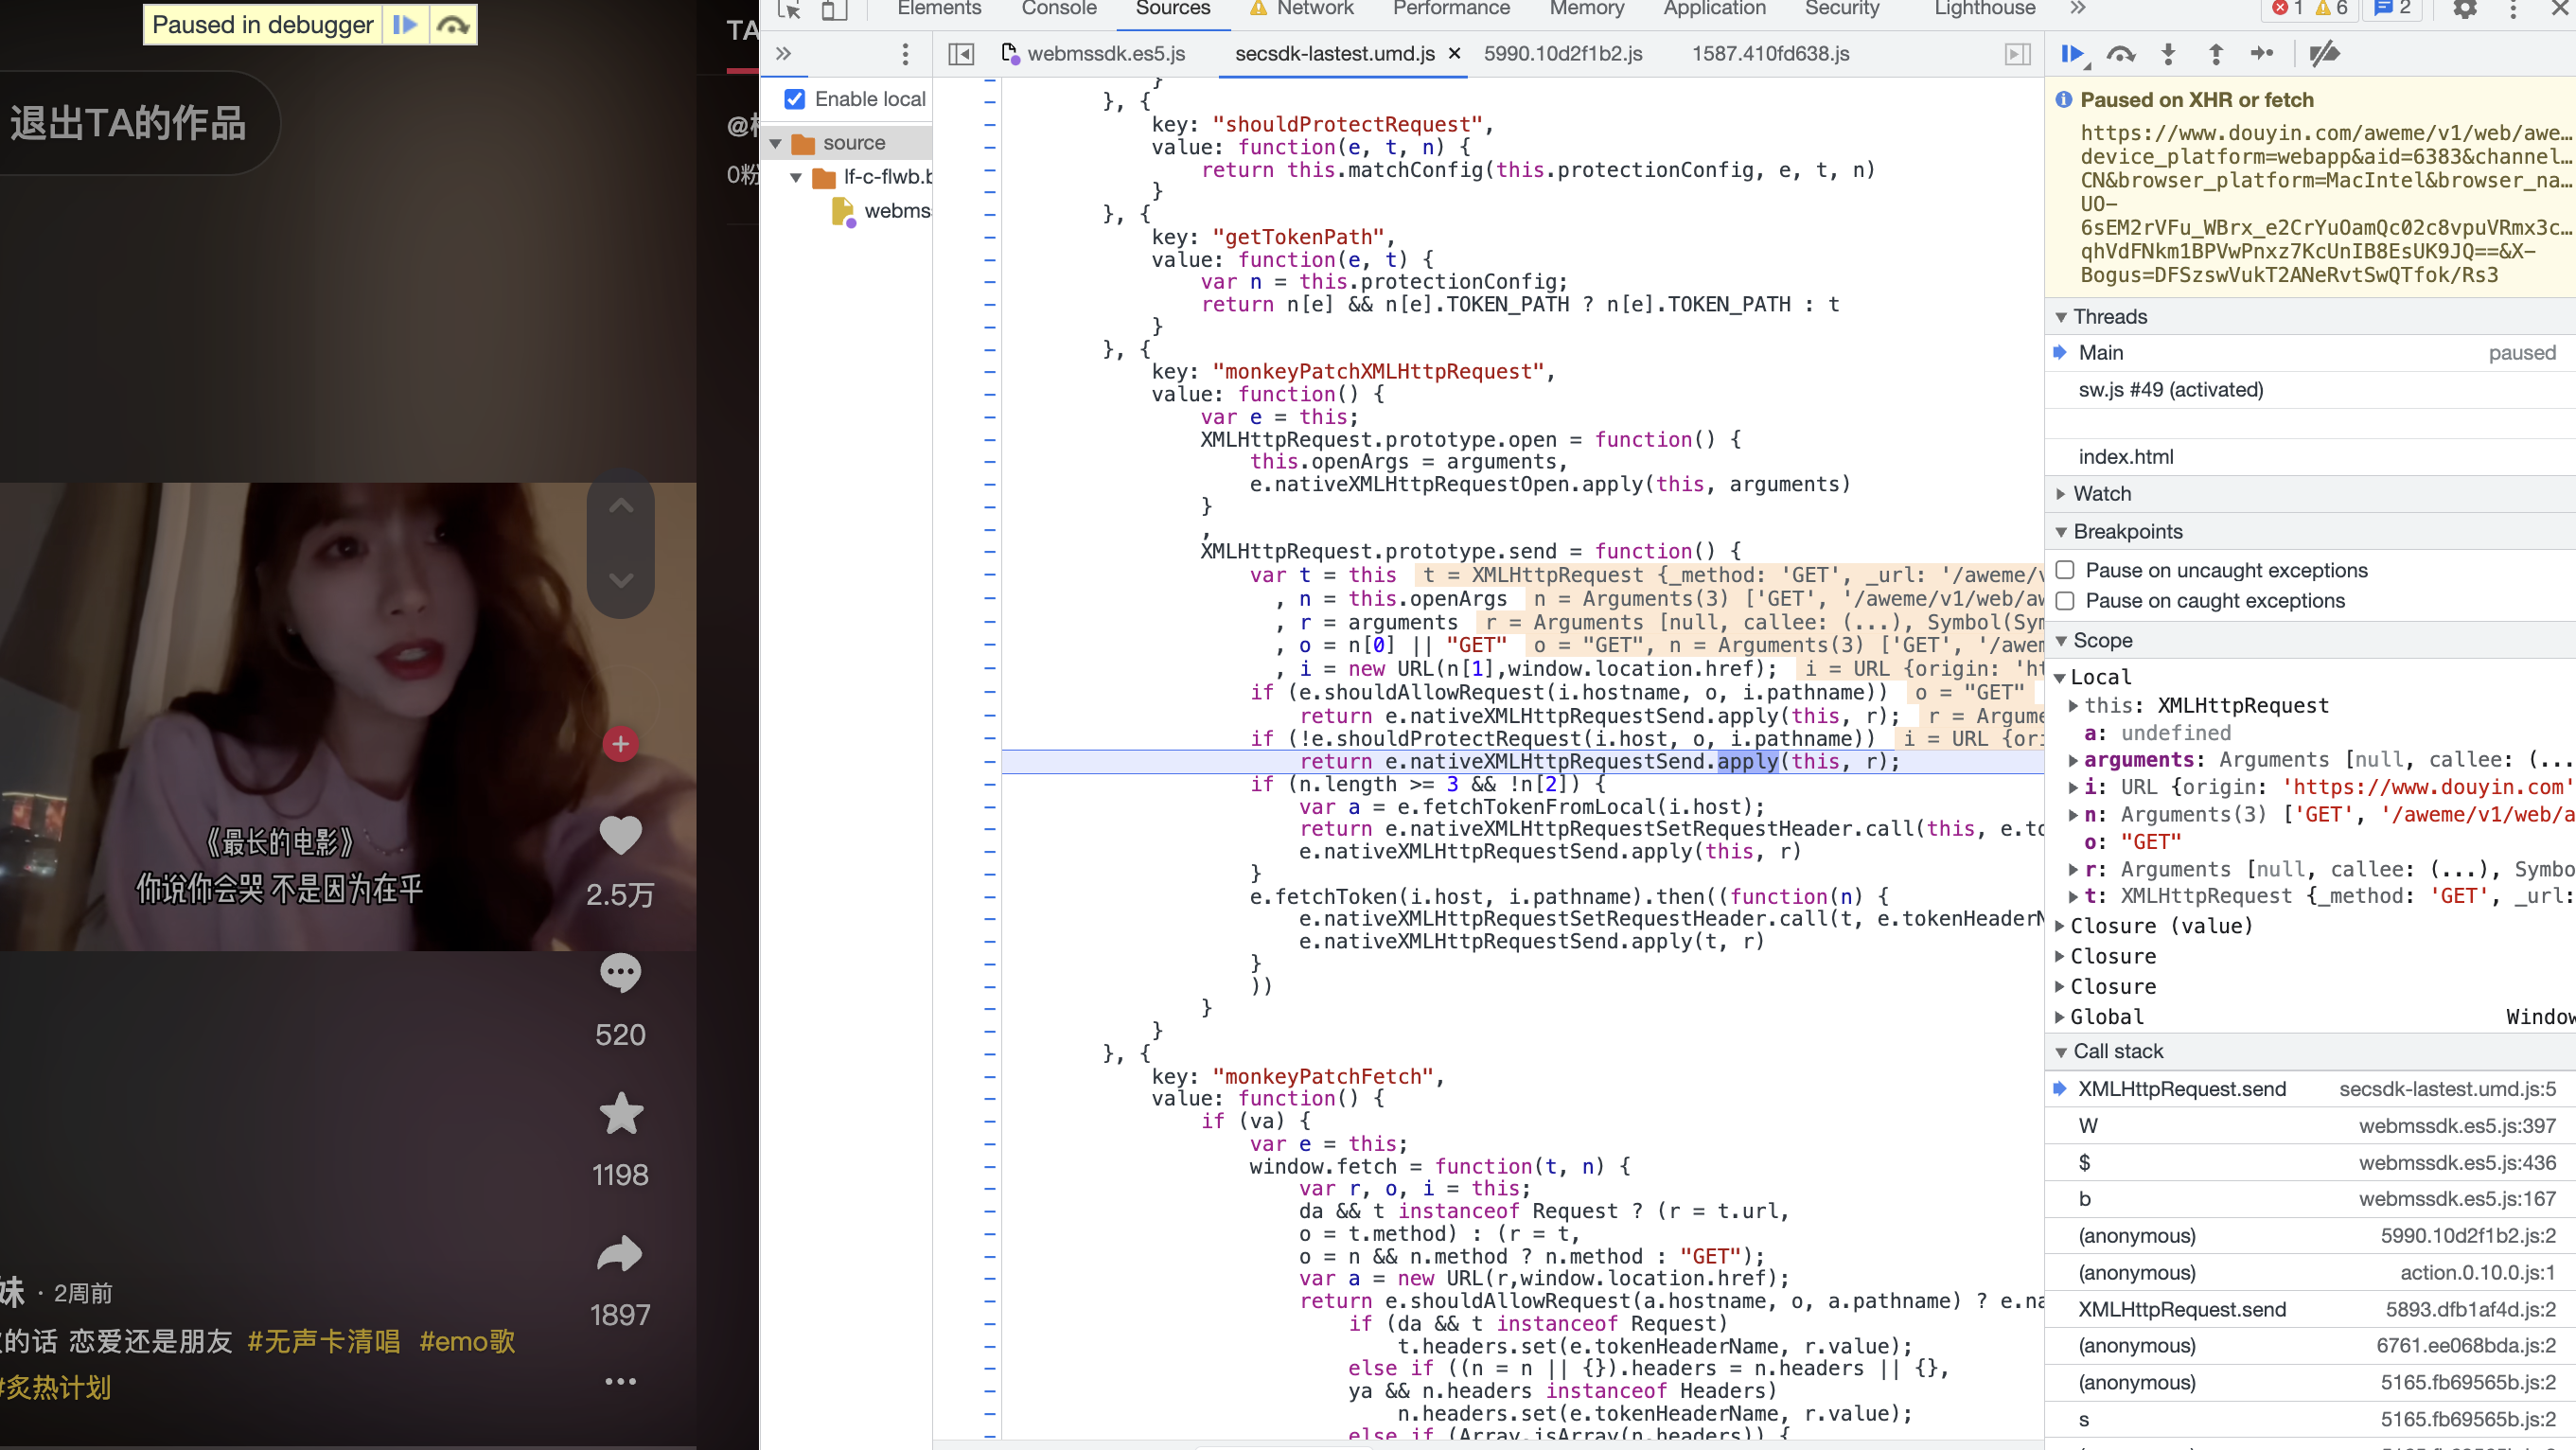 Paused in debugger
TA
退出TA的作品
0粉
《最长的电影》
你说你会哭 不是因为在乎
2.5万
520
1198
1897
妹 · 2周前
的话 恋爱还是朋友 #无声卡清唱 #emo歌
#炙热计划
Elements Console Sources Network Performance Memory Application Security Lighthouse » 1 6 2
»
webmssdk.es5.js secsdk-lastest.umd.js × 5990.10d2f1b2.js 1587.410fd638.js
Enable local
source
lf-c-flwb.b
webms
}
}, {
key: "shouldProtectRequest",
value: function(e, t, n) {
return this.matchConfig(this.protectionConfig, e, t, n)
}
}, {
key: "getTokenPath",
value: function(e, t) {
var n = this.protectionConfig;
return n[e] && n[e].TOKEN_PATH ? n[e].TOKEN_PATH : t
}
}, {
key: "monkeyPatchXMLHttpRequest",
value: function() {
var e = this;
XMLHttpRequest.prototype.open = function() {
this.openArgs = arguments,
e.nativeXMLHttpRequestOpen.apply(this, arguments)
}
,
XMLHttpRequest.prototype.send = function() {
var t = this t = XMLHttpRequest {_method: 'GET', _url: '/aweme/v
, n = this.openArgs n = Arguments(3) ['GET', '/aweme/v1/web/aw
, r = arguments r = Arguments [null, callee: (...), Symbol(Sym
, o = n[0] || "GET" o = "GET", n = Arguments(3) ['GET', '/awem
, i = new URL(n[1],window.location.href); i = URL {origin: 'ht
if (e.shouldAllowRequest(i.hostname, o, i.pathname)) o = "GET"
return e.nativeXMLHttpRequestSend.apply(this, r); r = Argume
if (!e.shouldProtectRequest(i.host, o, i.pathname)) i = URL {ori
return e.nativeXMLHttpRequestSend.apply(this, r);
if (n.length >= 3 && !n[2]) {
var a = e.fetchTokenFromLocal(i.host);
return e.nativeXMLHttpRequestSetRequestHeader.call(this, e.to
e.nativeXMLHttpRequestSend.apply(this, r)
}
e.fetchToken(i.host, i.pathname).then((function(n) {
e.nativeXMLHttpRequestSetRequestHeader.call(t, e.tokenHeaderN
e.nativeXMLHttpRequestSend.apply(t, r)
}
))
}
}
}, {
key: "monkeyPatchFetch",
value: function() {
if (va) {
var e = this;
window.fetch = function(t, n) {
var r, o, i = this;
da && t instanceof Request ? (r = t.url,
o = t.method) : (r = t,
o = n && n.method ? n.method : "GET");
var a = new URL(r,window.location.href);
return e.shouldAllowRequest(a.hostname, o, a.pathname) ? e.na
if (da && t instanceof Request)
t.headers.set(e.tokenHeaderName, r.value);
else if ((n = n || {}).headers = n.headers || {},
ya && n.headers instanceof Headers)
n.headers.set(e.tokenHeaderName, r.value);
else if (Array.isArray(n.headers)) {
Paused on XHR or fetch
https://www.douyin.com/aweme/v1/web/awe…
device_platform=webapp&aid=6383&channel…
CN&browser_platform=MacIntel&browser_na…
UO-
6sEM2rVFu_WBrx_e2CrYuOamQc02c8vpuVRmx3c…
qhVdFNkm1BPVwPnxz7KcUnIB8EsUK9JQ==&X-
Bogus=DFSzswVukT2ANeRvtSwQTfok/Rs3
Threads
Main paused
sw.js #49 (activated)
index.html
Watch
Breakpoints
Pause on uncaught exceptions
Pause on caught exceptions
Scope
Local
this: XMLHttpRequest
a: undefined
arguments: Arguments [null, callee: (...
i: URL {origin: 'https://www.douyin.com'
n: Arguments(3) ['GET', '/aweme/v1/web/a
o: "GET"
r: Arguments [null, callee: (...), Symbo
t: XMLHttpRequest {_method: 'GET', _url:
Closure (value)
Closure
Closure
Global Window
Call stack
XMLHttpRequest.send secsdk-lastest.umd.js:5
W webmssdk.es5.js:397
$ webmssdk.es5.js:436
b webmssdk.es5.js:167
(anonymous) 5990.10d2f1b2.js:2
(anonymous) action.0.10.0.js:1
XMLHttpRequest.send 5893.dfb1af4d.js:2
(anonymous) 6761.ee068bda.js:2
(anonymous) 5165.fb69565b.js:2
s 5165.fb69565b.js:2